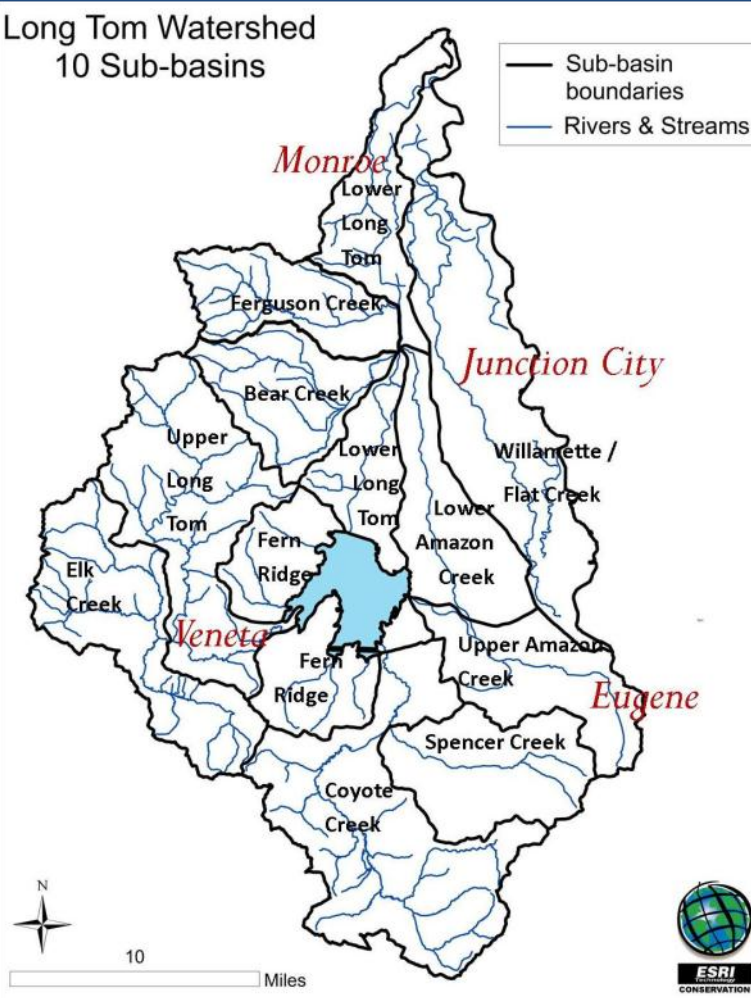 Long Tom Watershed
10 Sub-basins
Sub-basin
boundaries
Rivers & Streams
Monroe
Lower
Long
Tom
Ferguson Creek
Junction City
Bear Creek
Upper
Long
Tom
Lower
Long
Tom
Willamette /
Flat Creek
Lower
Amazon
Creek
Fern
Ridge
Elk
Creek
Veneta
Fern
Ridge
Upper Amazon
Creek
Eugene
Spencer Creek
Coyote
Creek
N
10
Miles
ESRI
Technology
CONSERVATION